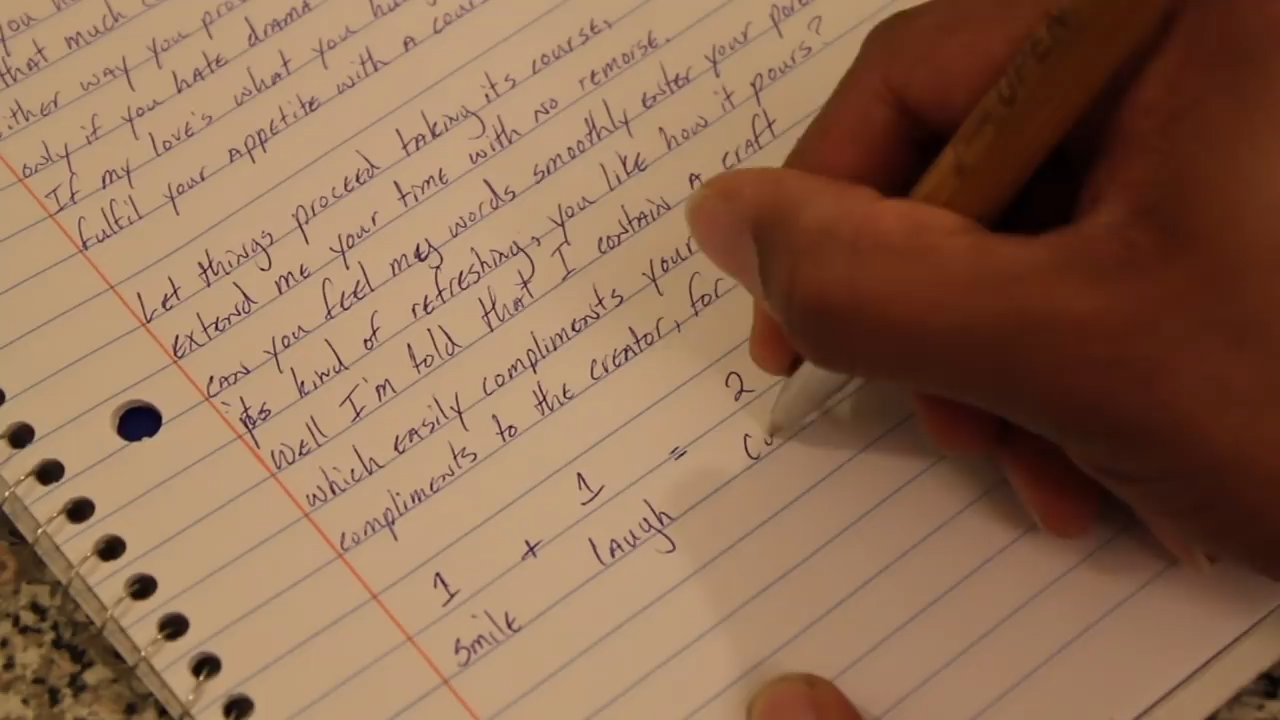 you
that much
either way you
only if you hate drama
If my love's what you
fulfil your appetite with a
Let things proceed taking its course,
extend me your time with no remorse.
can you feel my words smoothly enter your
its kind of refreshing, you like how it pours?
Well I'm told that I contain a craft
which easily compliments your
compliments to the creator, for
1 + 1 = 2
smile laugh cu